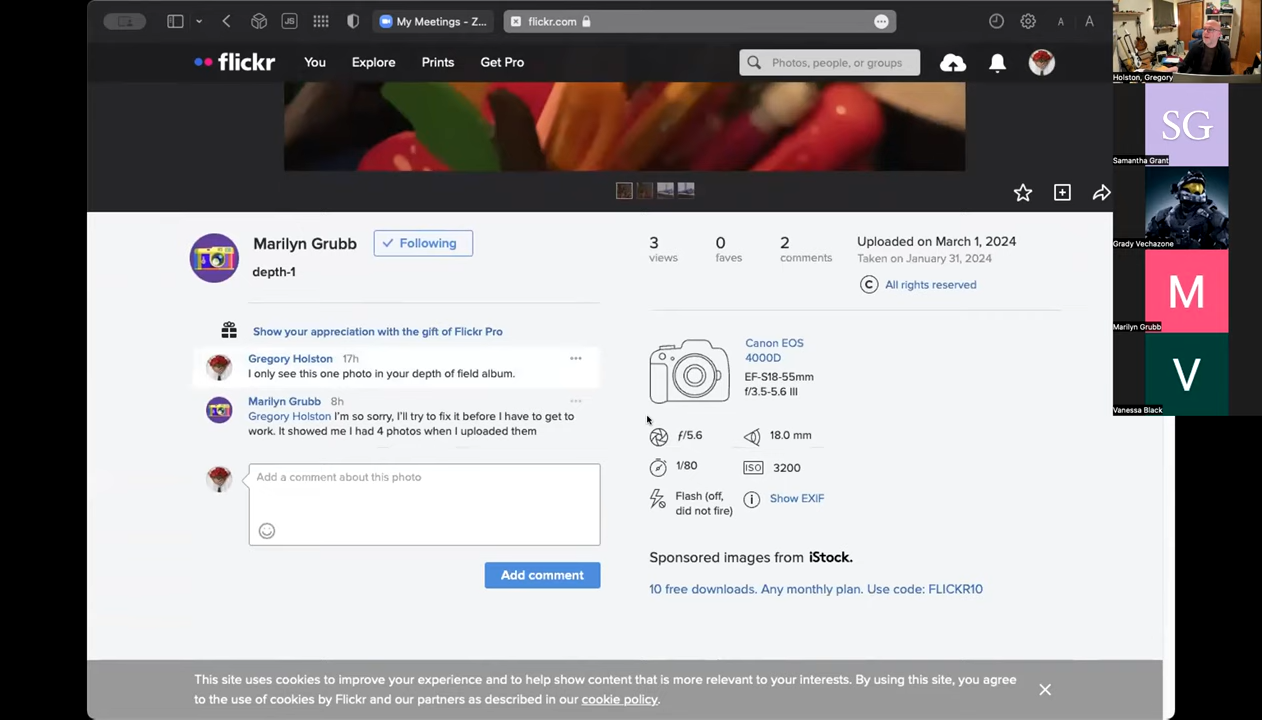 My Meetings - Z...
flickr.com
A
A
flickr
You
Explore
Prints
Get Pro
Photos, people, or groups
Holston, Gregory
SG
Samantha Grant
Grady Vechazone
M
Marilyn Grubb
V
Vanessa Black
Marilyn Grubb
Following
depth-1
Show your appreciation with the gift of Flickr Pro
Gregory Holston 17h
I only see this one photo in your depth of field album.
Marilyn Grubb 8h
Gregory Holston I'm so sorry, I'll try to fix it before I have to get to
work. It showed me I had 4 photos when I uploaded them
Add a comment about this photo
Add comment
3
views
0
faves
2
comments
Uploaded on March 1, 2024
Taken on January 31, 2024
C All rights reserved
Canon EOS
4000D
EF-S18-55mm
f/3.5-5.6 III
ƒ/5.6
18.0 mm
1/80
ISO 3200
Flash (off,
did not fire)
Show EXIF
Sponsored images from iStock.
10 free downloads. Any monthly plan. Use code: FLICKR10
This site uses cookies to improve your experience and to help show content that is more relevant to your interests. By using this site, you agree
to the use of cookies by Flickr and our partners as described in our cookie policy.
JS